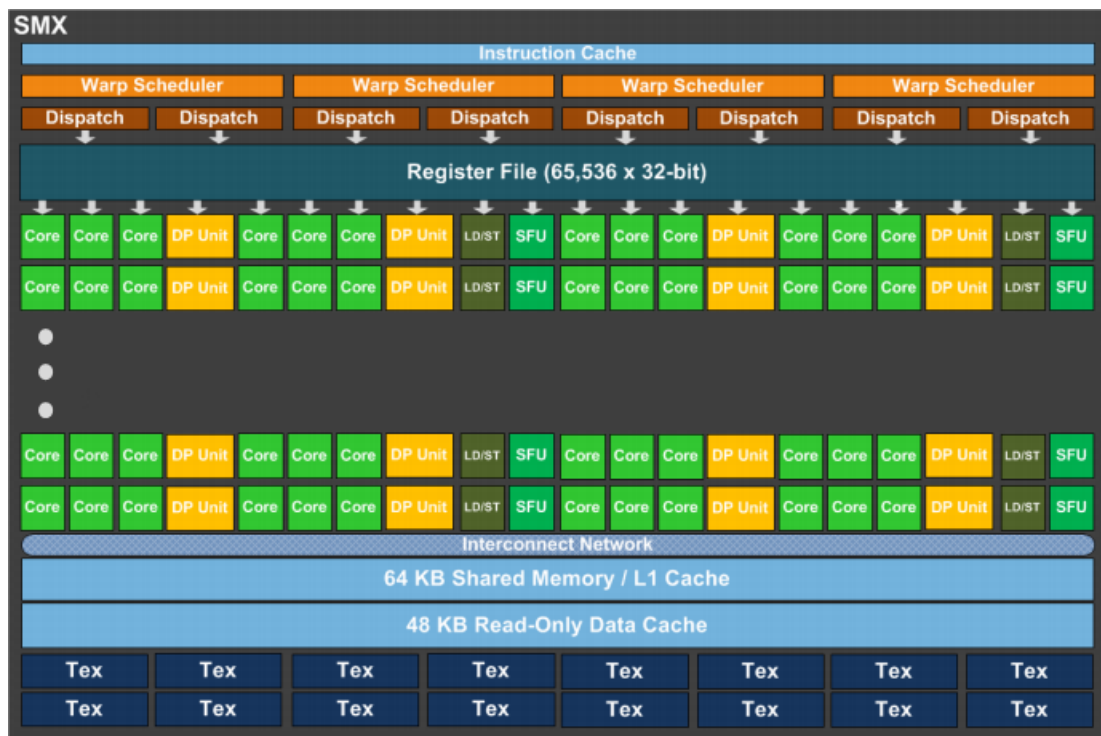 SMX
Instruction Cache
Warp Scheduler Warp Scheduler Warp Scheduler Warp Scheduler
Dispatch Dispatch Dispatch Dispatch Dispatch Dispatch Dispatch Dispatch
Register File (65,536 x 32-bit)
Core Core Core DP Unit Core Core Core DP Unit LD/ST SFU Core Core Core DP Unit Core Core Core DP Unit LD/ST SFU
Core Core Core DP Unit Core Core Core DP Unit LD/ST SFU Core Core Core DP Unit Core Core Core DP Unit LD/ST SFU
Core Core Core DP Unit Core Core Core DP Unit LD/ST SFU Core Core Core DP Unit Core Core Core DP Unit LD/ST SFU
Core Core Core DP Unit Core Core Core DP Unit LD/ST SFU Core Core Core DP Unit Core Core Core DP Unit LD/ST SFU
Interconnect Network
64 KB Shared Memory / L1 Cache
48 KB Read-Only Data Cache
Tex Tex Tex Tex Tex Tex Tex Tex
Tex Tex Tex Tex Tex Tex Tex Tex